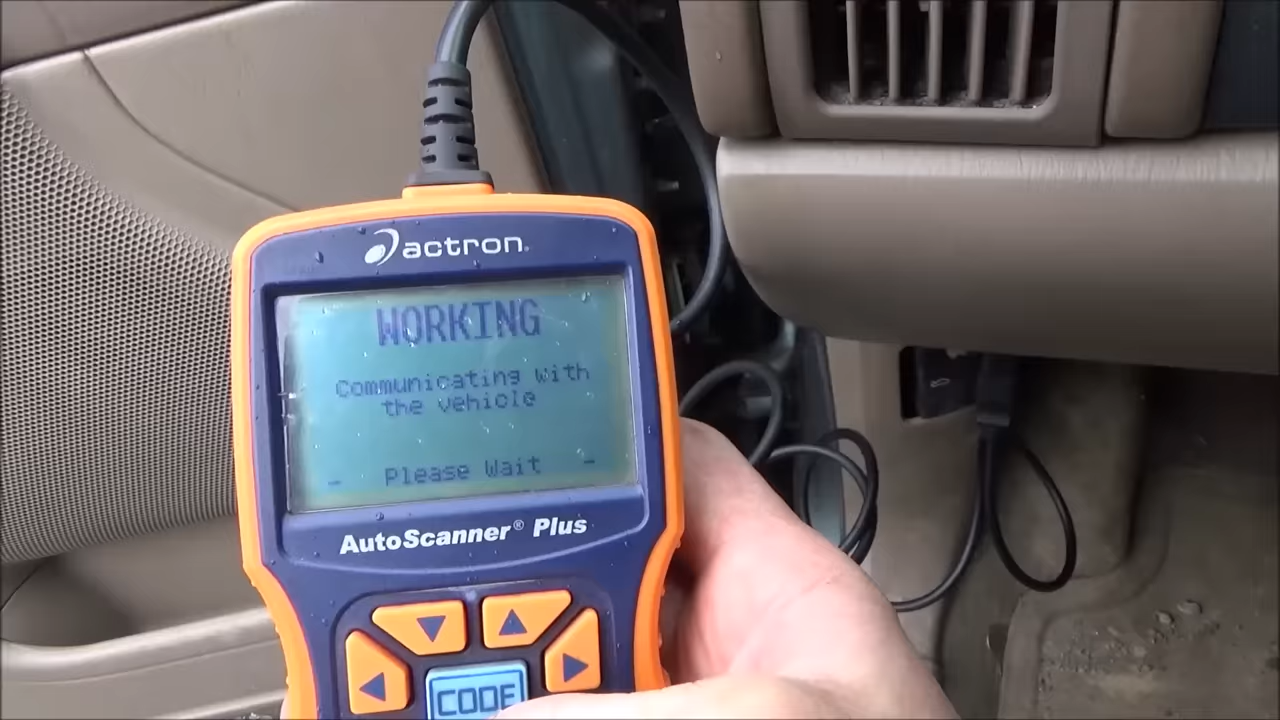 actron
WORKING
Communicating with
the vehicle
- Please Wait -
AutoScanner® Plus
CODE